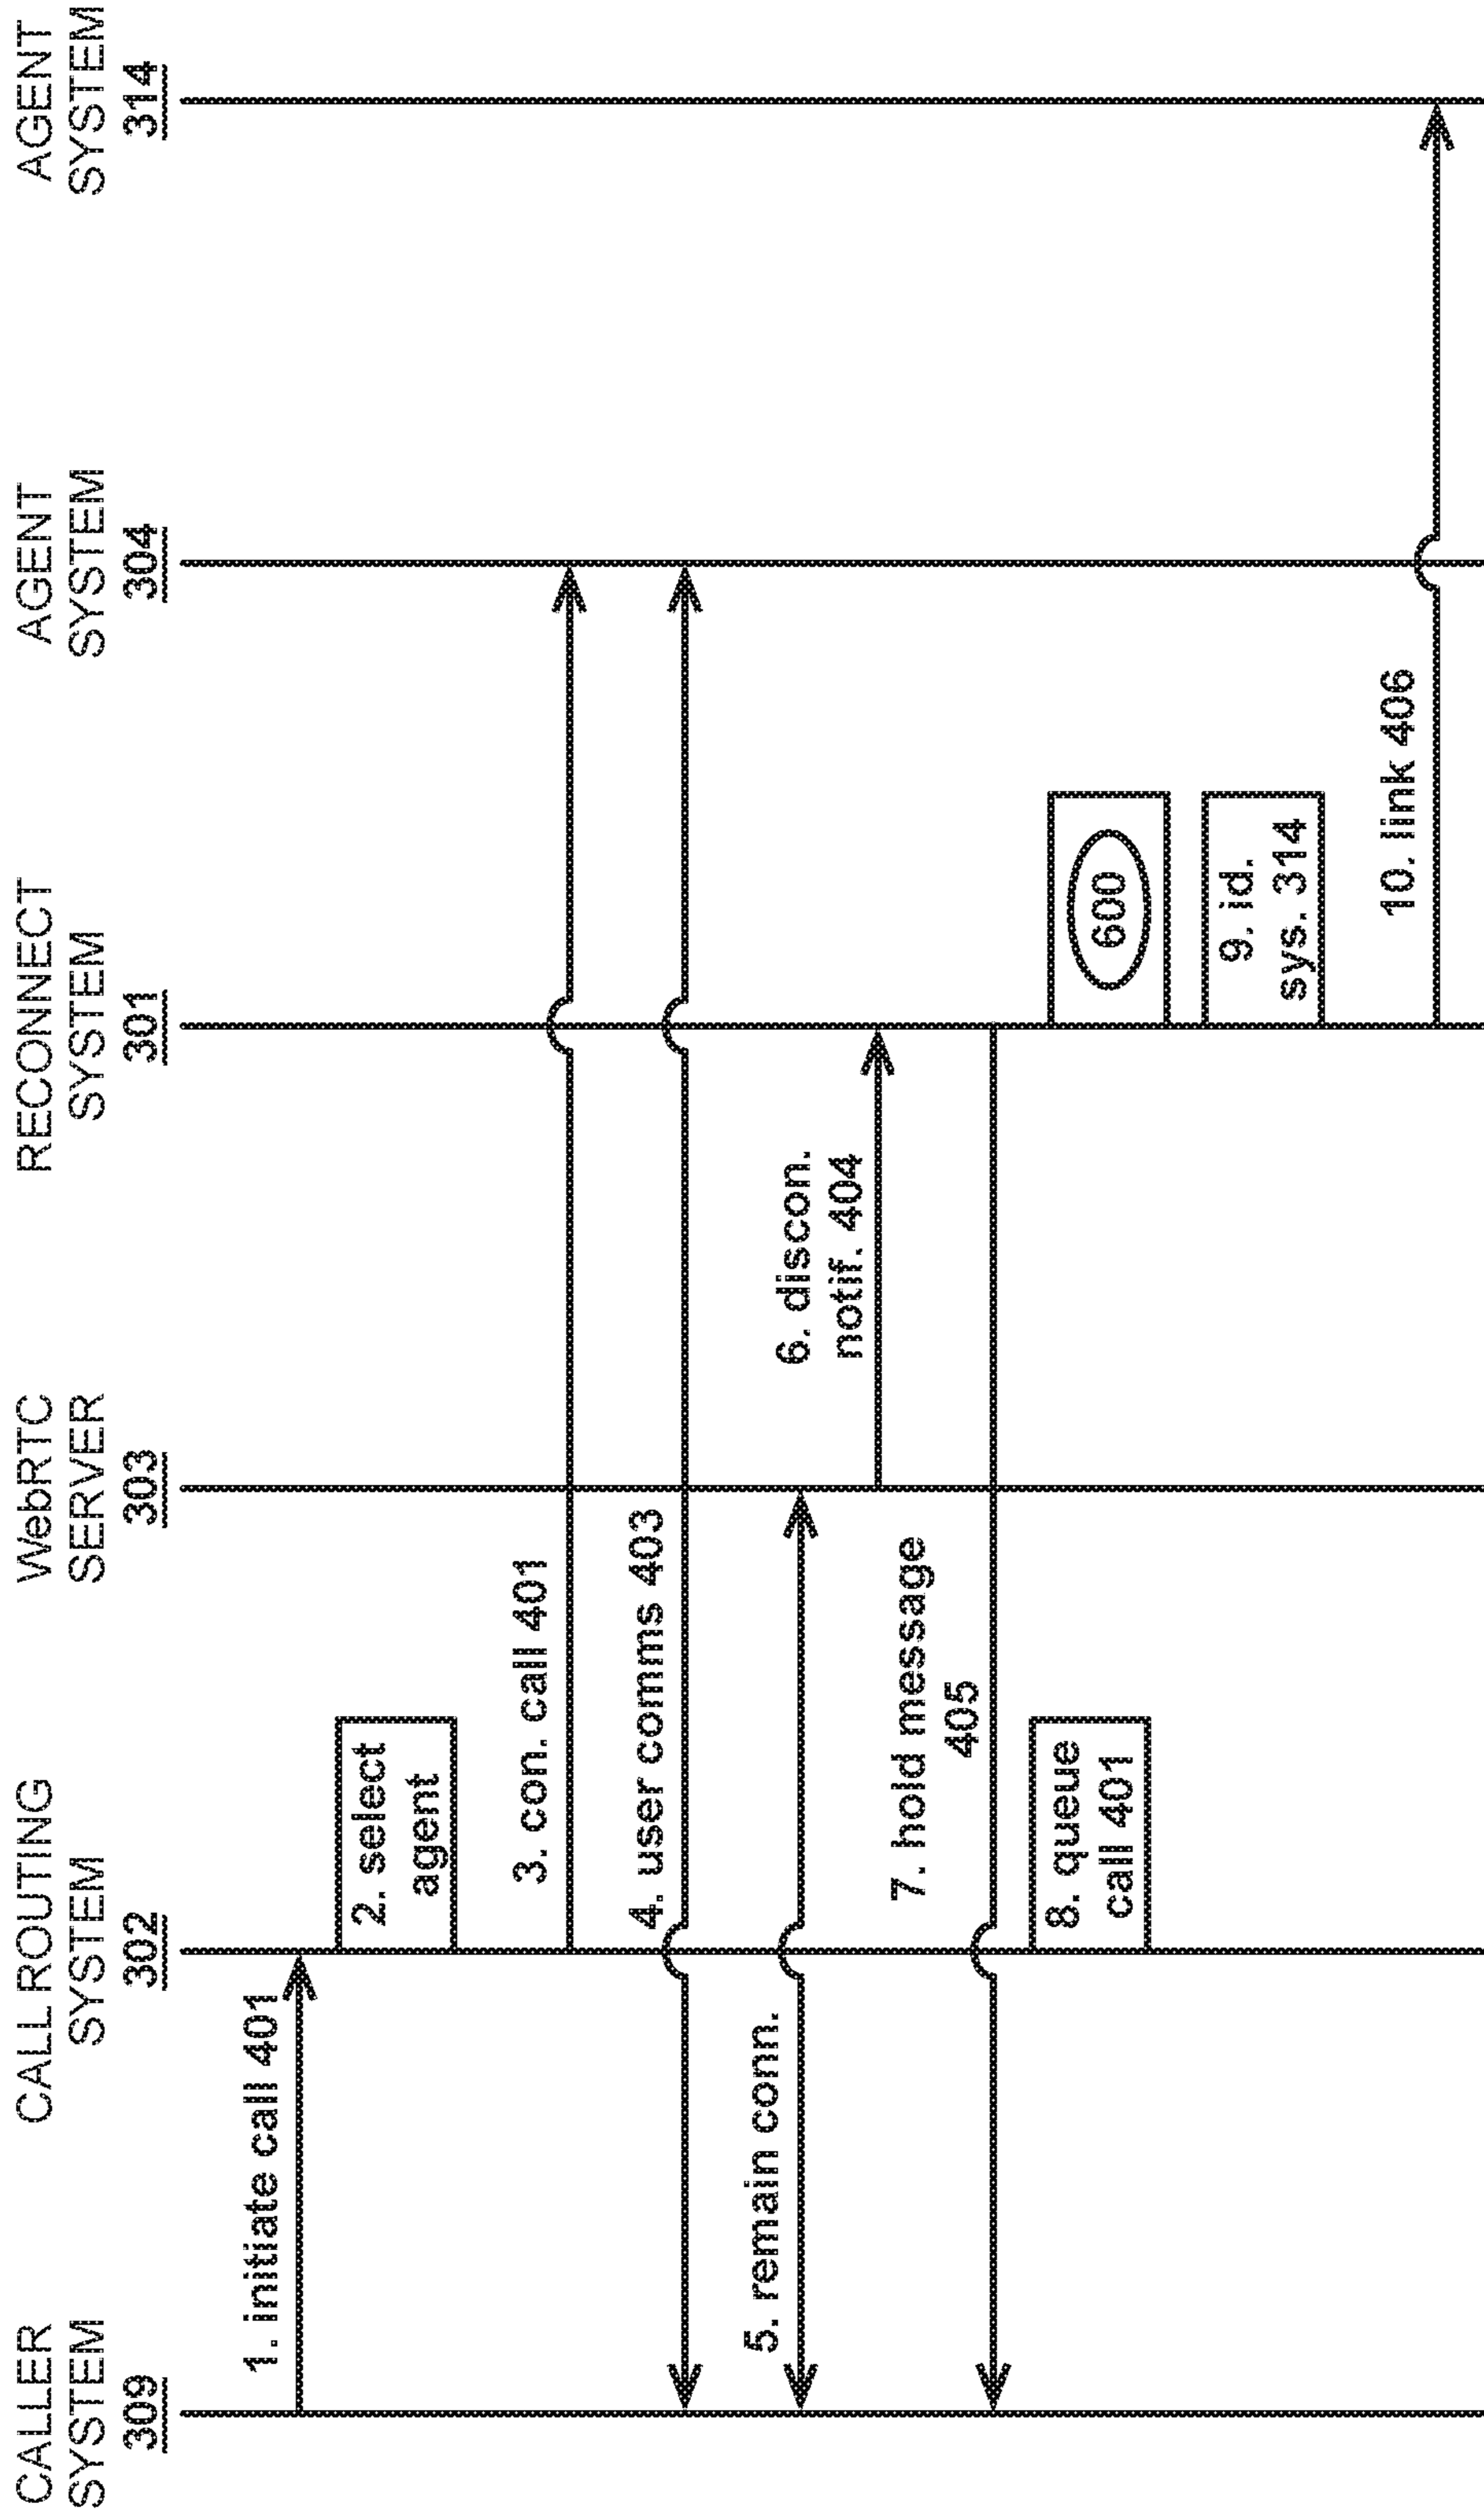 CALLER
SYSTEM
309
CALL ROUTING
SYSTEM
302
WebRTC
SERVER
303
RECONNECT
SYSTEM
301
AGENT
SYSTEM
304
AGENT
SYSTEM
314
1. initiate call 401
2. select
agent
3. con. call 401
4. user comms 403
5. remain conn.
6. discon.
notif. 404
7. hold message
405
8. queue
call 401
600
9. id.
sys. 314
10. link 406